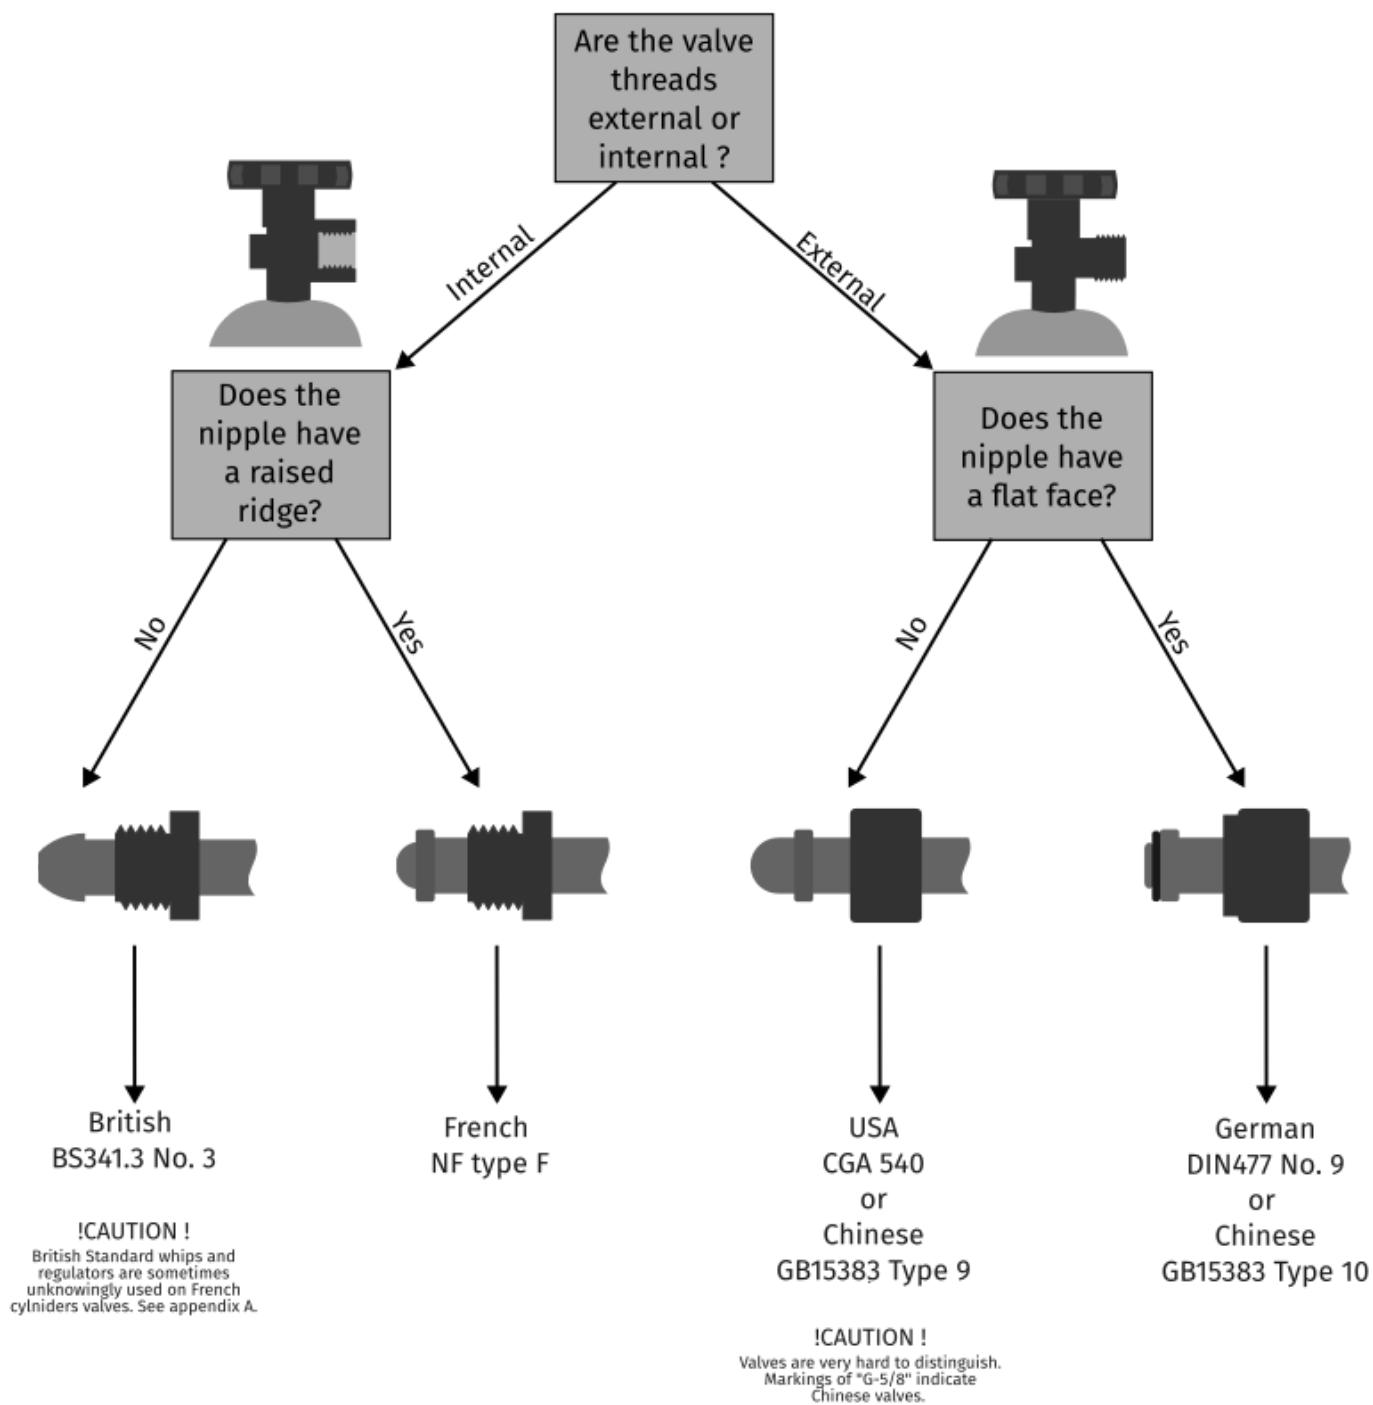 Are the valve
threads
external or
internal ?
Internal
External
Does the
nipple have
a raised
ridge?
Does the
nipple have
a flat face?
No
Yes
No
Yes
British
BS341.3 No. 3
!CAUTION !
British Standard whips and
regulators are sometimes
unknowingly used on French
cylniders valves. See appendix A.
French
NF type F
USA
CGA 540
or
Chinese
GB15383 Type 9
!CAUTION !
Valves are very hard to distinguish.
Markings of "G-5/8" indicate
Chinese valves.
German
DIN477 No. 9
or
Chinese
GB15383 Type 10